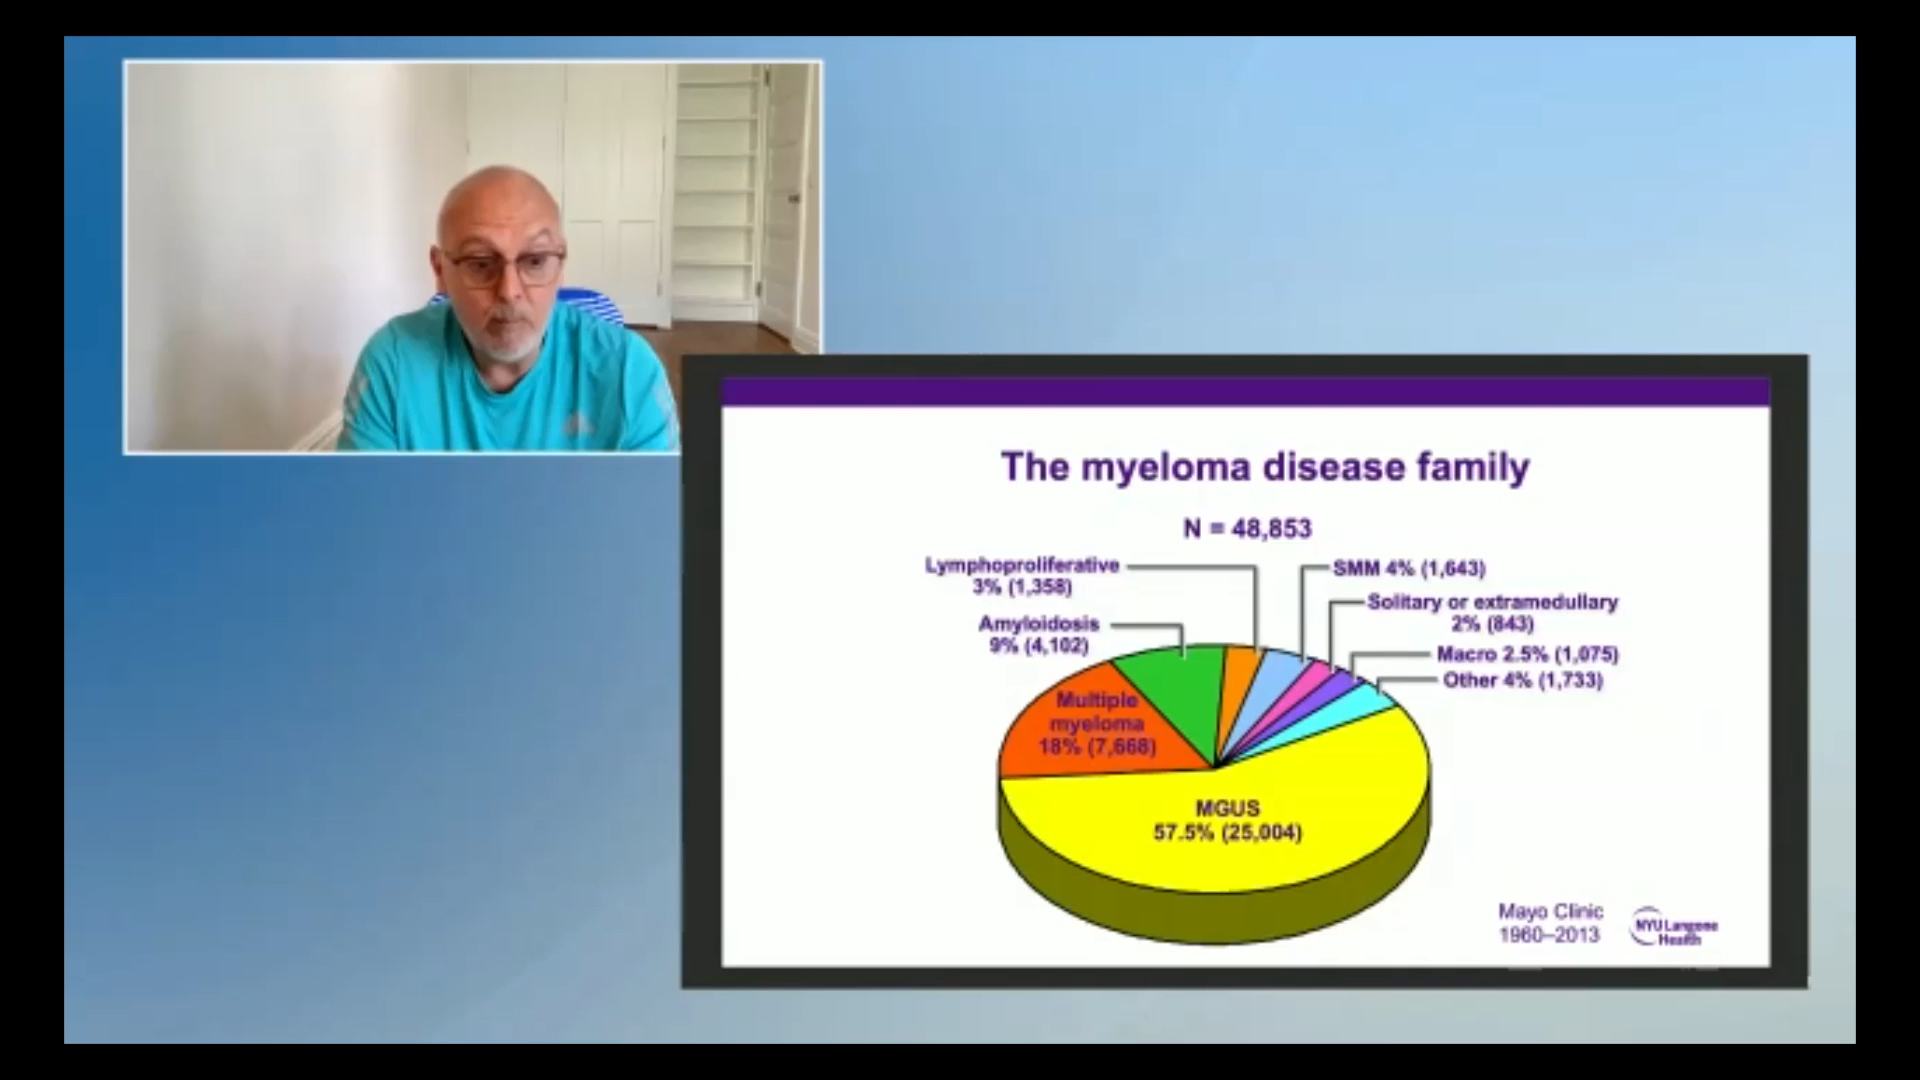 The myeloma disease family
N = 48,853
Lymphoproliferative
3% (1,358)
SMM 4% (1,643)
Solitary or extramedullary
2% (843)
Amyloidosis
9% (4,102)
Macro 2.5% (1,075)
Other 4% (1,733)
Multiple
myeloma
18% (7,668)
MGUS
57.5% (25,004)
Mayo Clinic
1960–2013
NYU Langone
Health